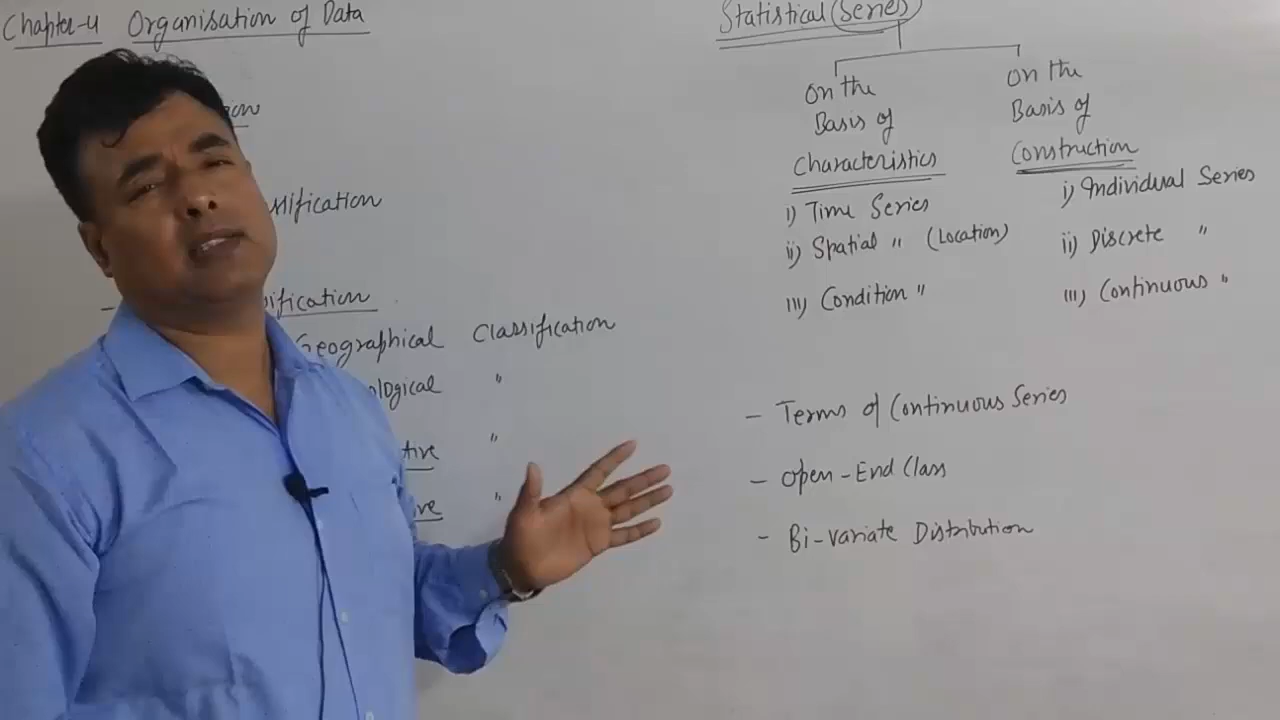 Chapter-4 Organisation of Data
Classification
Geographical Classification
"
"
"
Statistical Series
On the Basis of Characteristics
i) Time Series
ii) Spatial " (Location)
iii) Condition "
On the Basis of Construction
i) Individual Series
ii) Discrete "
iii) Continuous "
- Terms of Continuous Series
- Open-End Class
- Bi-variate Distribution